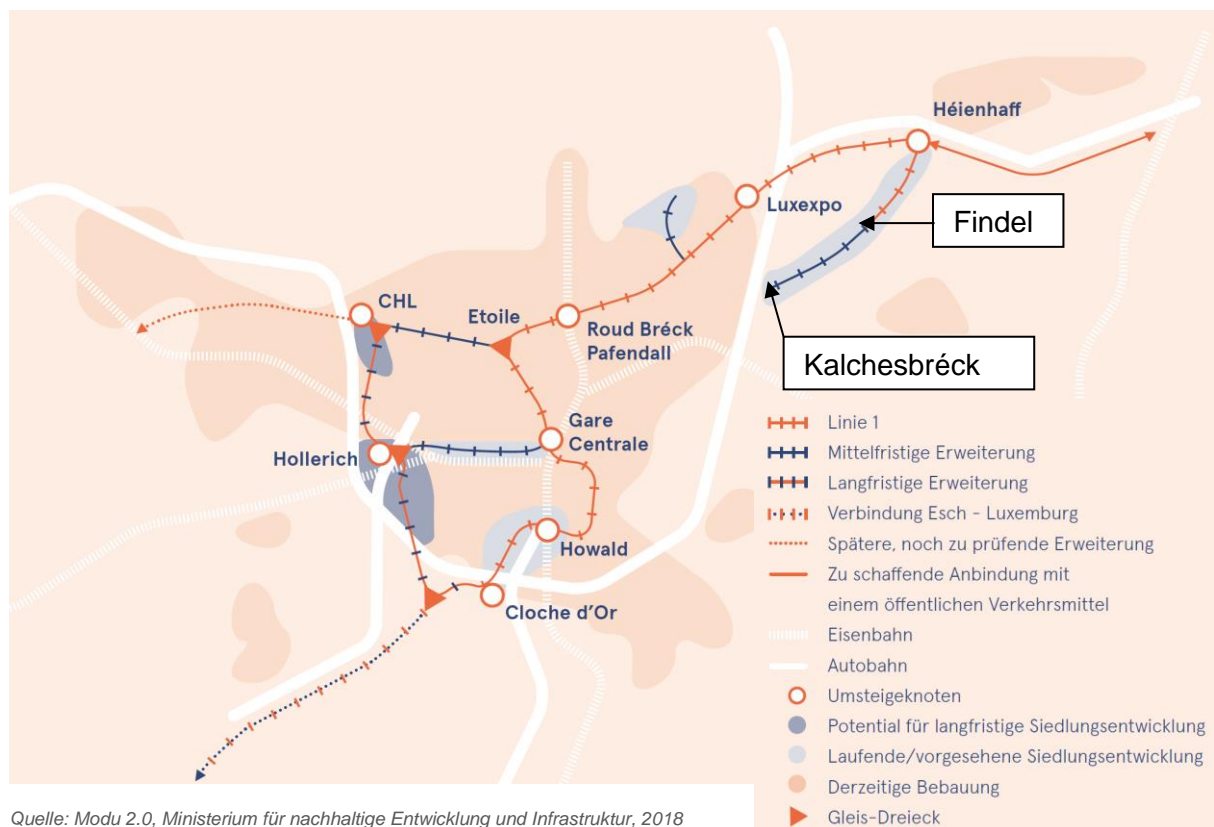 Héienhaff
Luxexpo
Findel
CHL
Etoile
Roud Bréck
Pafendall
Kalchesbréck
Gare
Centrale
Hollerich
Howald
Cloche d'Or
Linie 1
Mittelfristige Erweiterung
Langfristige Erweiterung
Verbindung Esch - Luxemburg
Spätere, noch zu prüfende Erweiterung
Zu schaffende Anbindung mit
einem öffentlichen Verkehrsmittel
Eisenbahn
Autobahn
Umsteigeknoten
Potential für langfristige Siedlungsentwicklung
Laufende/vorgesehene Siedlungsentwicklung
Derzeitige Bebauung
Gleis-Dreieck
Quelle: Modu 2.0, Ministerium für nachhaltige Entwicklung und Infrastruktur, 2018